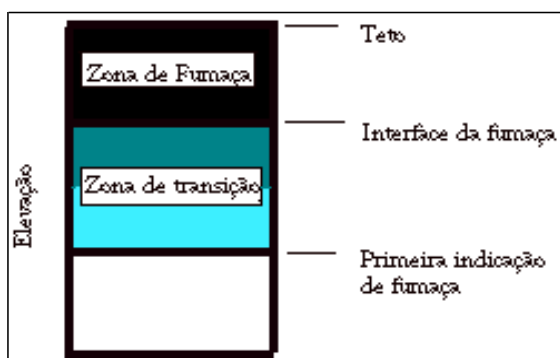 Teto
Zona de Fumaça
Interface da fumaça
Zona de transição
Elevação
Primeira indicação
de fumaça